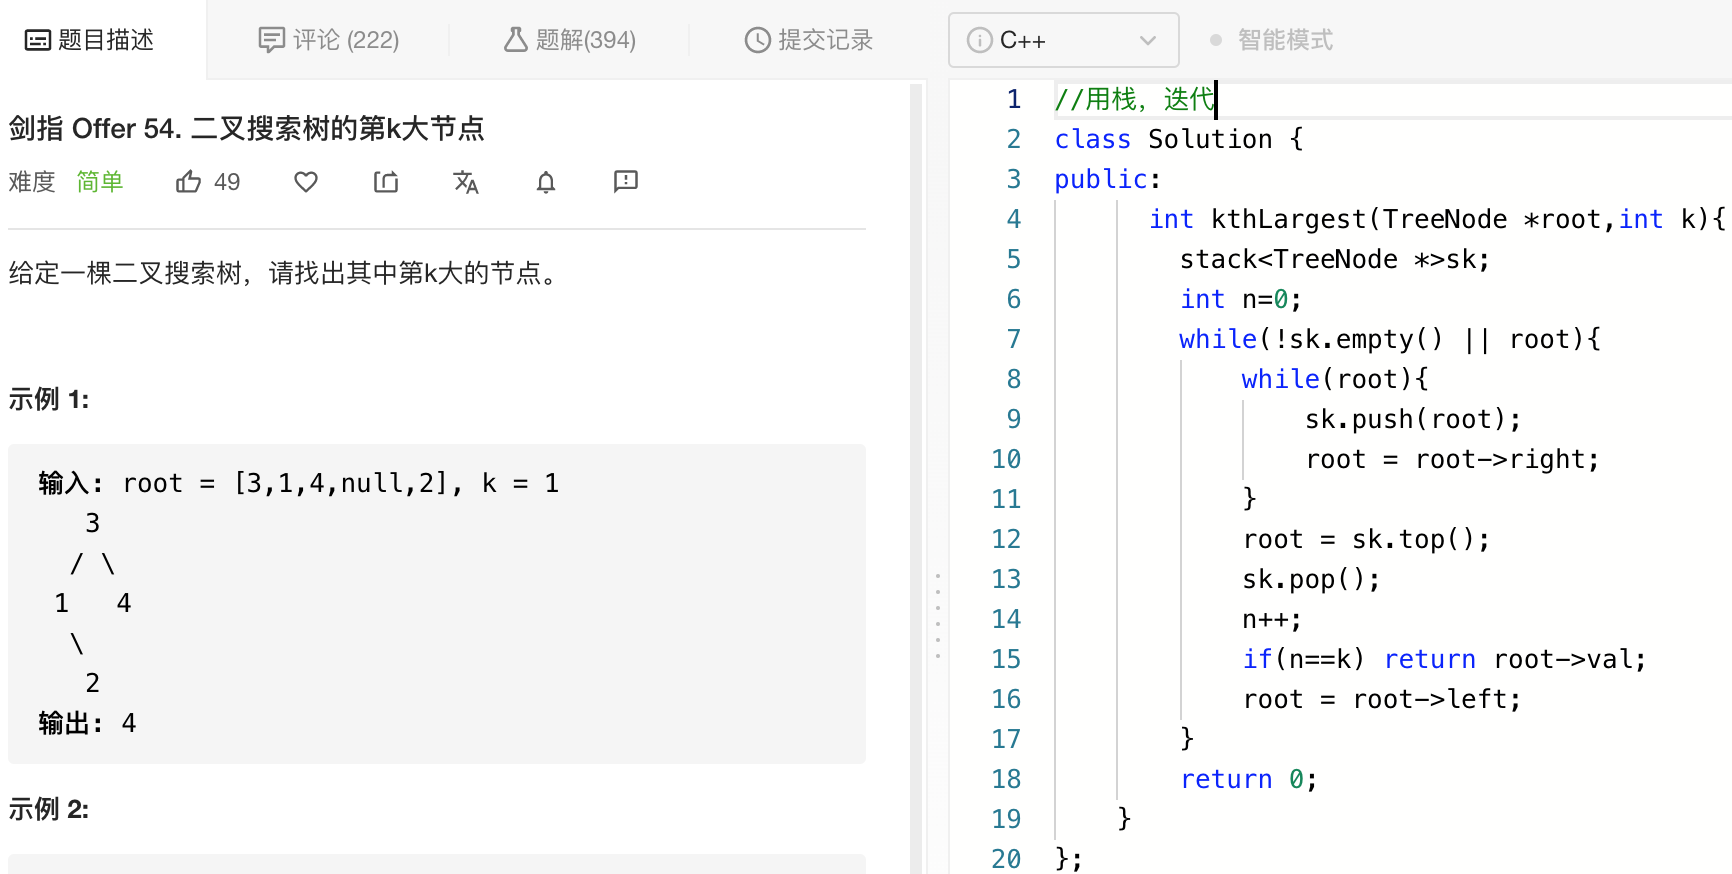 题目描述
评论 (222)
题解(394)
提交记录
C++
智能模式
剑指 Offer 54. 二叉搜索树的第k大节点
难度 简单 49
给定一棵二叉搜索树，请找出其中第k大的节点。
示例 1:
输入: root = [3,1,4,null,2], k = 1
   3
  / \
 1   4
  \
   2
输出: 4
示例 2:
1 //用栈，迭代
2 class Solution {
3 public:
4       int kthLargest(TreeNode *root,int k){
5         stack<TreeNode *>sk;
6         int n=0;
7         while(!sk.empty() || root){
8             while(root){
9                 sk.push(root);
10                 root = root->right;
11             }
12             root = sk.top();
13             sk.pop();
14             n++;
15             if(n==k) return root->val;
16             root = root->left;
17         }
18         return 0;
19     }
20 };